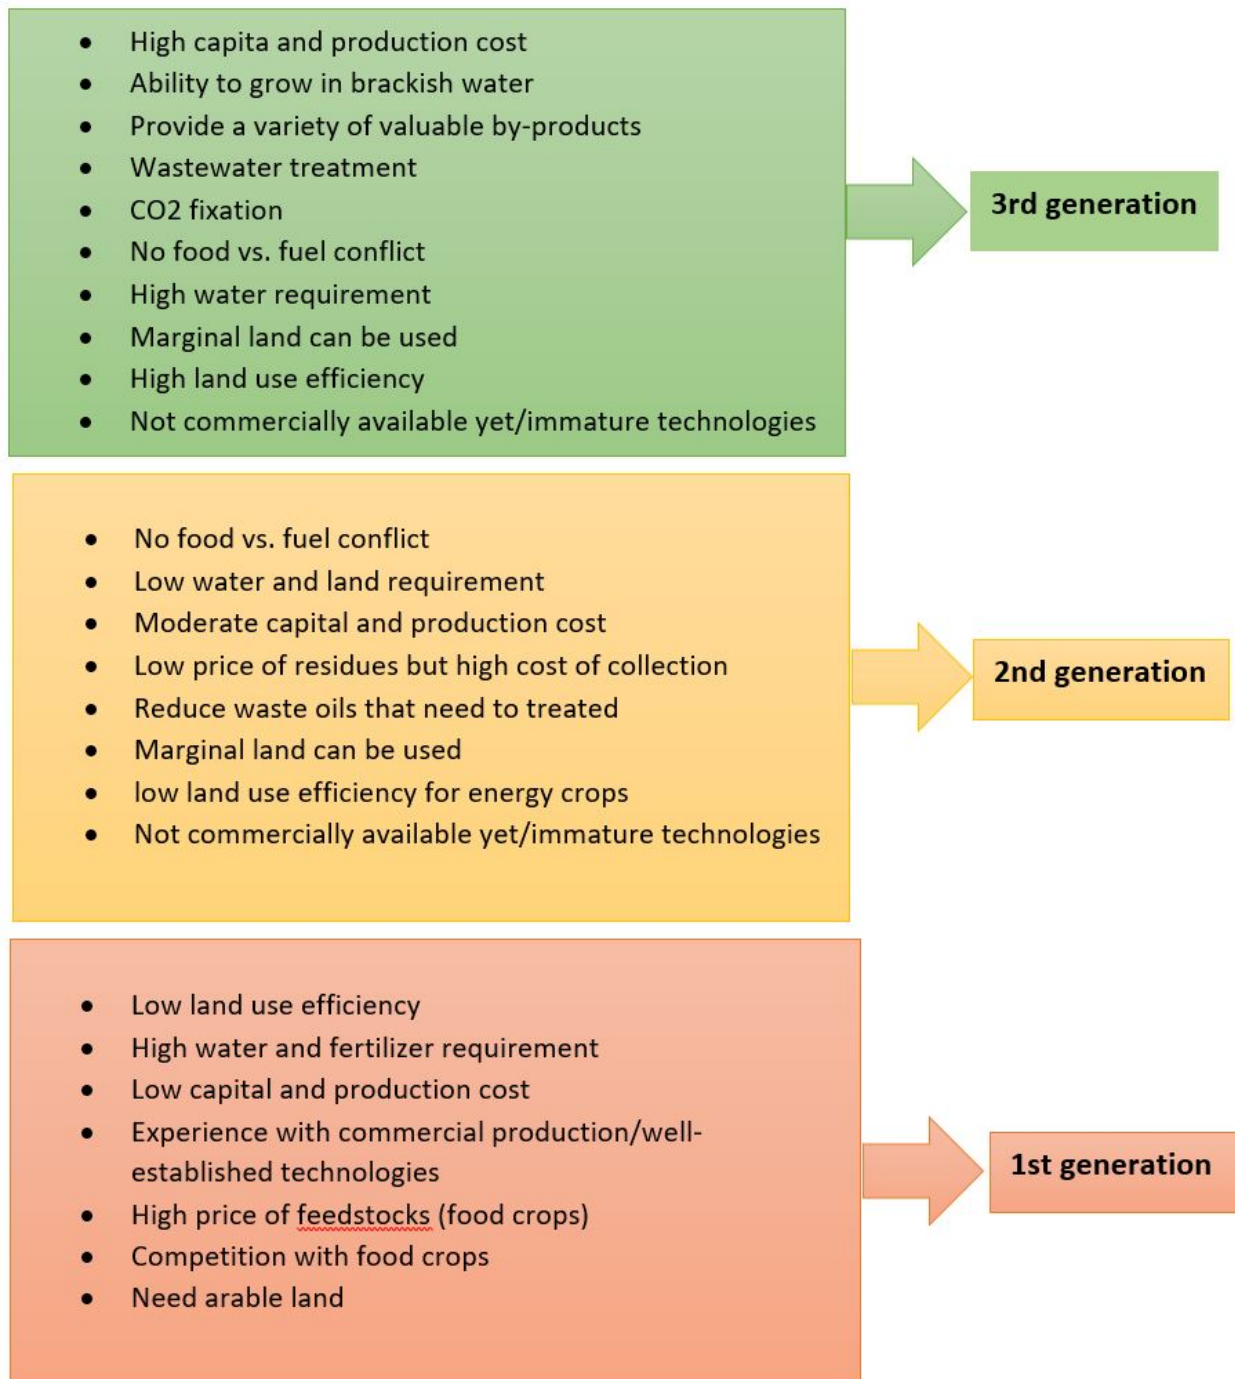 • High capita and production cost
• Ability to grow in brackish water
• Provide a variety of valuable by-products
• Wastewater treatment
• CO2 fixation
• No food vs. fuel conflict
• High water requirement
• Marginal land can be used
• High land use efficiency
• Not commercially available yet/immature technologies
3rd generation
• No food vs. fuel conflict
• Low water and land requirement
• Moderate capital and production cost
• Low price of residues but high cost of collection
• Reduce waste oils that need to treated
• Marginal land can be used
• low land use efficiency for energy crops
• Not commercially available yet/immature technologies
2nd generation
• Low land use efficiency
• High water and fertilizer requirement
• Low capital and production cost
• Experience with commercial production/well-
established technologies
• High price of feedstocks (food crops)
• Competition with food crops
• Need arable land
1st generation